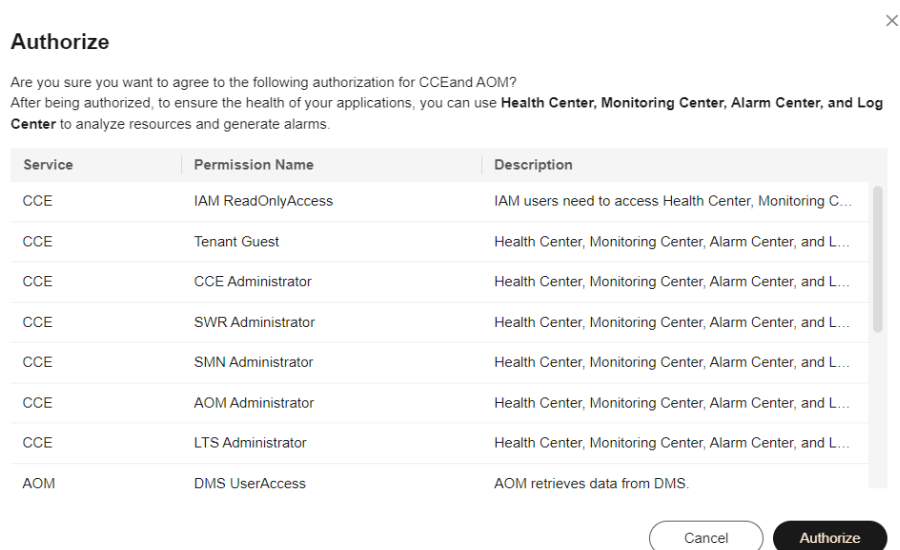 Authorize
Are you sure you want to agree to the following authorization for CCEand AOM?
After being authorized, to ensure the health of your applications, you can use Health Center, Monitoring Center, Alarm Center, and Log
Center to analyze resources and generate alarms.
Service Permission Name Description
CCE IAM ReadOnlyAccess IAM users need to access Health Center, Monitoring C...
CCE Tenant Guest Health Center, Monitoring Center, Alarm Center, and L...
CCE CCE Administrator Health Center, Monitoring Center, Alarm Center, and L...
CCE SWR Administrator Health Center, Monitoring Center, Alarm Center, and L...
CCE SMN Administrator Health Center, Monitoring Center, Alarm Center, and L...
CCE AOM Administrator Health Center, Monitoring Center, Alarm Center, and L...
CCE LTS Administrator Health Center, Monitoring Center, Alarm Center, and L...
AOM DMS UserAccess AOM retrieves data from DMS.
Cancel Authorize